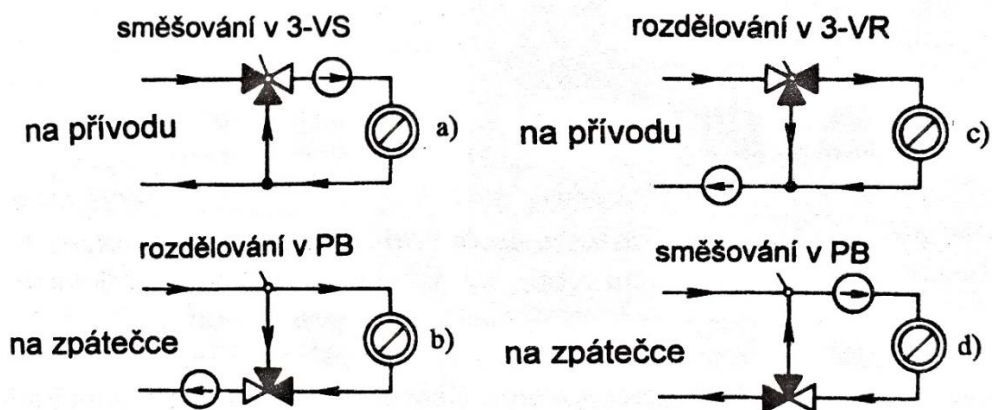 směšování v 3-VS
na přívodu
a)
rozdělování v 3-VR
na přívodu
c)
rozdělování v PB
na zpátečce
b)
směšování v PB
na zpátečce
d)